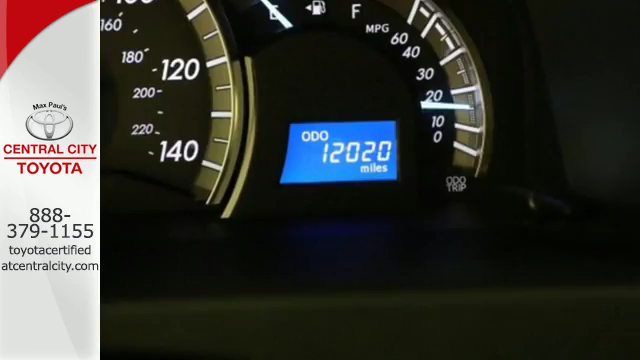 Max Paul's
CENTRAL CITY
TOYOTA
888-
379-1155
toyotacertified
atcentralcity.com
160
180
120
200
220
140
E
F
MPG
60
40
30
20
10
0
ODO
12020
miles
ODO
TRIP